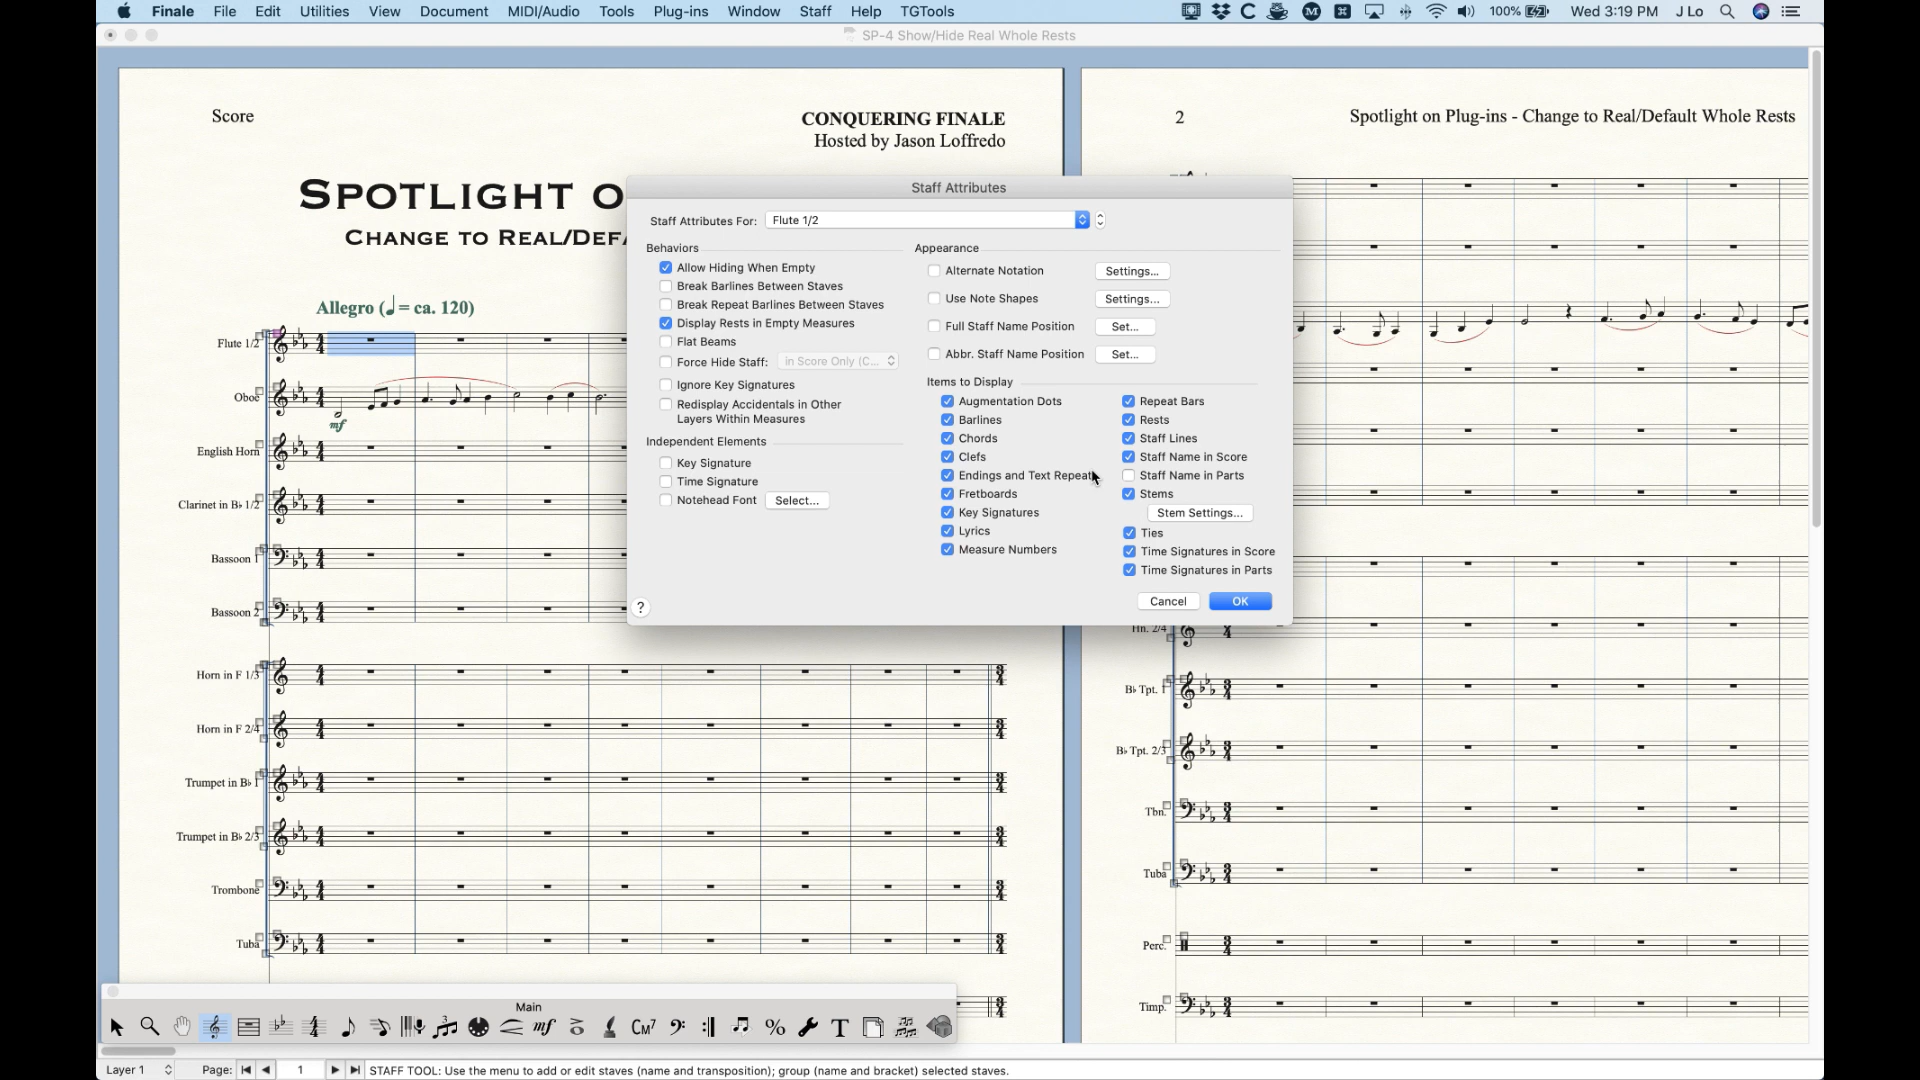 Finale File Edit Utilities View Document MIDI/Audio Tools Plug-ins Window Staff Help TGTools 100% Wed 3:19 PM J Lo
SP-4 Show/Hide Real Whole Rests
Score
CONQUERING FINALE
Hosted by Jason Loffredo
2
Spotlight on Plug-ins - Change to Real/Default Whole Rests
SPOTLIGHT O
CHANGE TO REAL/DEFA
Allegro (♩= ca. 120)
Flute 1/2
Oboe
mf
English Horn
Clarinet in B♭ 1/2
Bassoon 1
Bassoon 2
Horn in F 1/3
Horn in F 2/4
Trumpet in B♭ 1
Trumpet in B♭ 2/3
Trombone
Tuba
Staff Attributes
Staff Attributes For: Flute 1/2
Behaviors
Allow Hiding When Empty
Break Barlines Between Staves
Break Repeat Barlines Between Staves
Display Rests in Empty Measures
Flat Beams
Force Hide Staff: in Score Only (C...
Ignore Key Signatures
Redisplay Accidentals in Other
Layers Within Measures
Independent Elements
Key Signature
Time Signature
Notehead Font Select...
Appearance
Alternate Notation Settings...
Use Note Shapes Settings...
Full Staff Name Position Set...
Abbr. Staff Name Position Set...
Items to Display
Augmentation Dots
Barlines
Chords
Clefs
Endings and Text Repeat
Fretboards
Key Signatures
Lyrics
Measure Numbers
Repeat Bars
Rests
Staff Lines
Staff Name in Score
Staff Name in Parts
Stems
Stem Settings...
Ties
Time Signatures in Score
Time Signatures in Parts
? Cancel OK
Hn. 2/4
B♭ Tpt. 1
B♭ Tpt. 2/3
Tbn.
Tuba
Perc.
Timp.
Main
mf CM7 % T
Layer 1 Page: 1 STAFF TOOL: Use the menu to add or edit staves (name and transposition); group (name and bracket) selected staves.